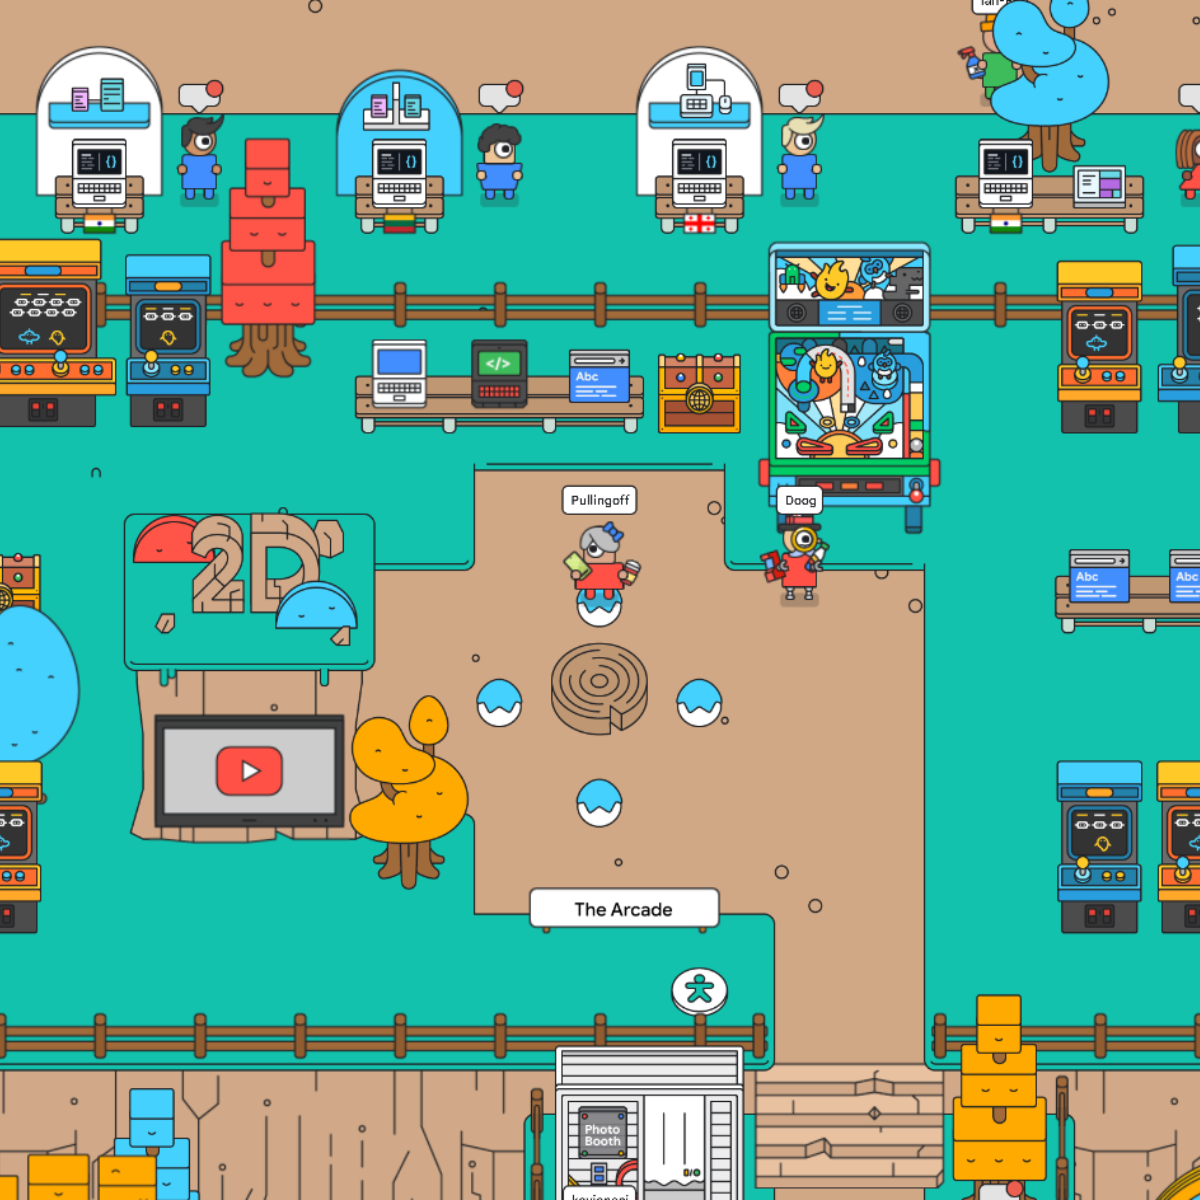 {}
{}
{}
{}
</>
Abc
Pullingoff
Doog
2D
Abc
Abc
The Arcade
Photo
Booth